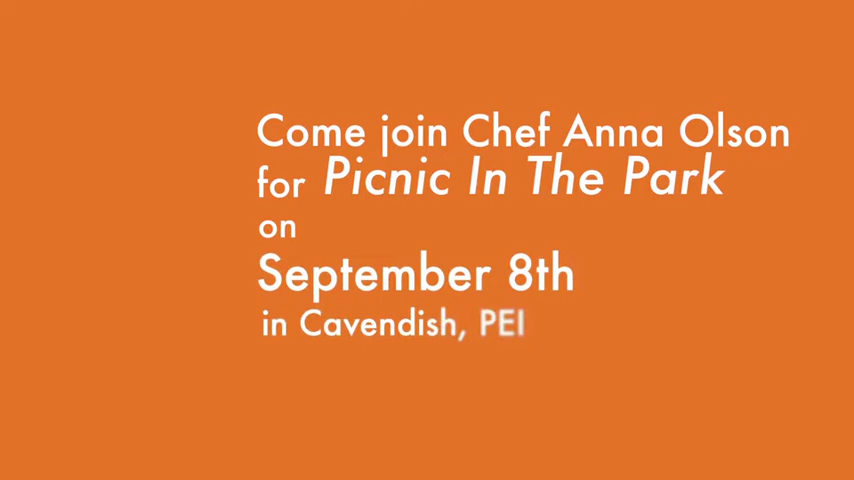 Come join Chef Anna Olson
for Picnic In The Park
on
September 8th
in Cavendish, PEI